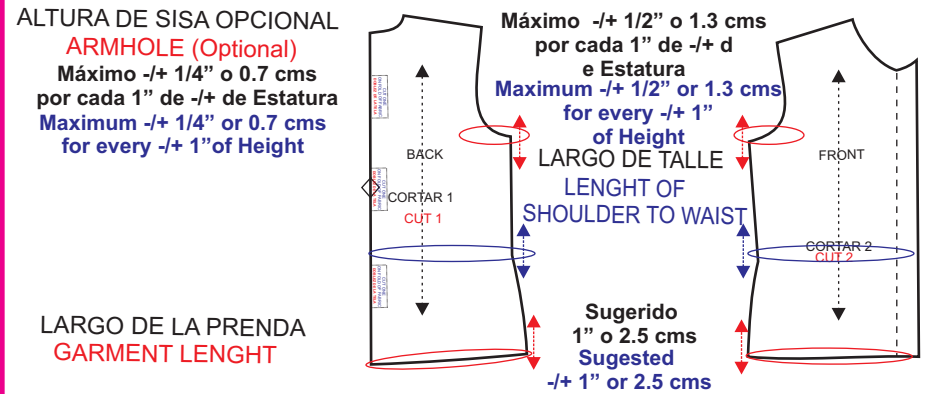 ALTURA DE SISA OPCIONAL
ARMHOLE (Optional)
Máximo -/+ 1/4” o 0.7 cms
por cada 1” de -/+ de Estatura
Maximum -/+ 1/4” or 0.7 cms
for every -/+ 1”of Height
Máximo -/+ 1/2” o 1.3 cms
por cada 1” de -/+ d
e Estatura
Maximum -/+ 1/2” or 1.3 cms
for every -/+ 1”
of Height
LARGO DE TALLE
LENGHT OF
SHOULDER TO WAIST
BACK
CORTAR 1
CUT 1
FRONT
CORTAR 2
CUT 2
LARGO DE LA PRENDA
GARMENT LENGHT
Sugerido
1” o 2.5 cms
Sugested
-/+ 1” or 2.5 cms